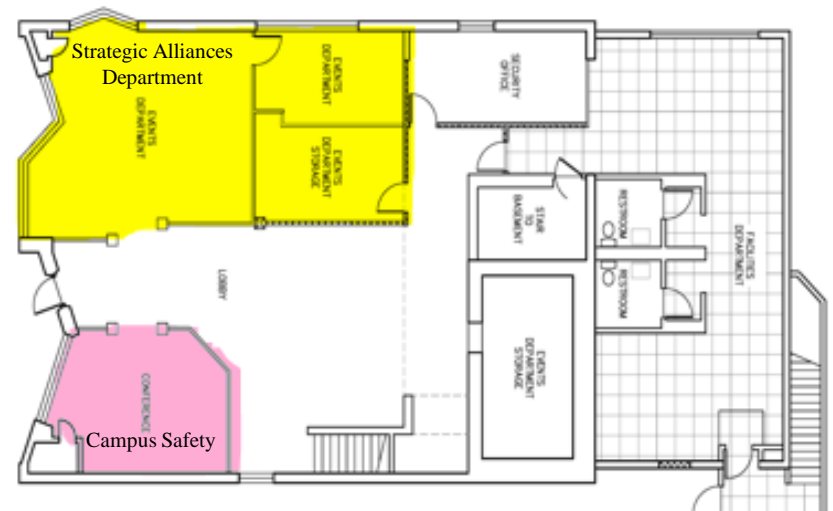 Strategic Alliances
Department
EVENTS
DEPARTMENT
EVENTS
DEPARTMENT
EVENTS
DEPARTMENT
STORAGE
SECURITY
OFFICE
STAIR
TO
BASEMENT
RESTROOM
RESTROOM
FACILITIES
DEPARTMENT
LOBBY
EVENTS
DEPARTMENT
STORAGE
CONFERENCE
Campus Safety